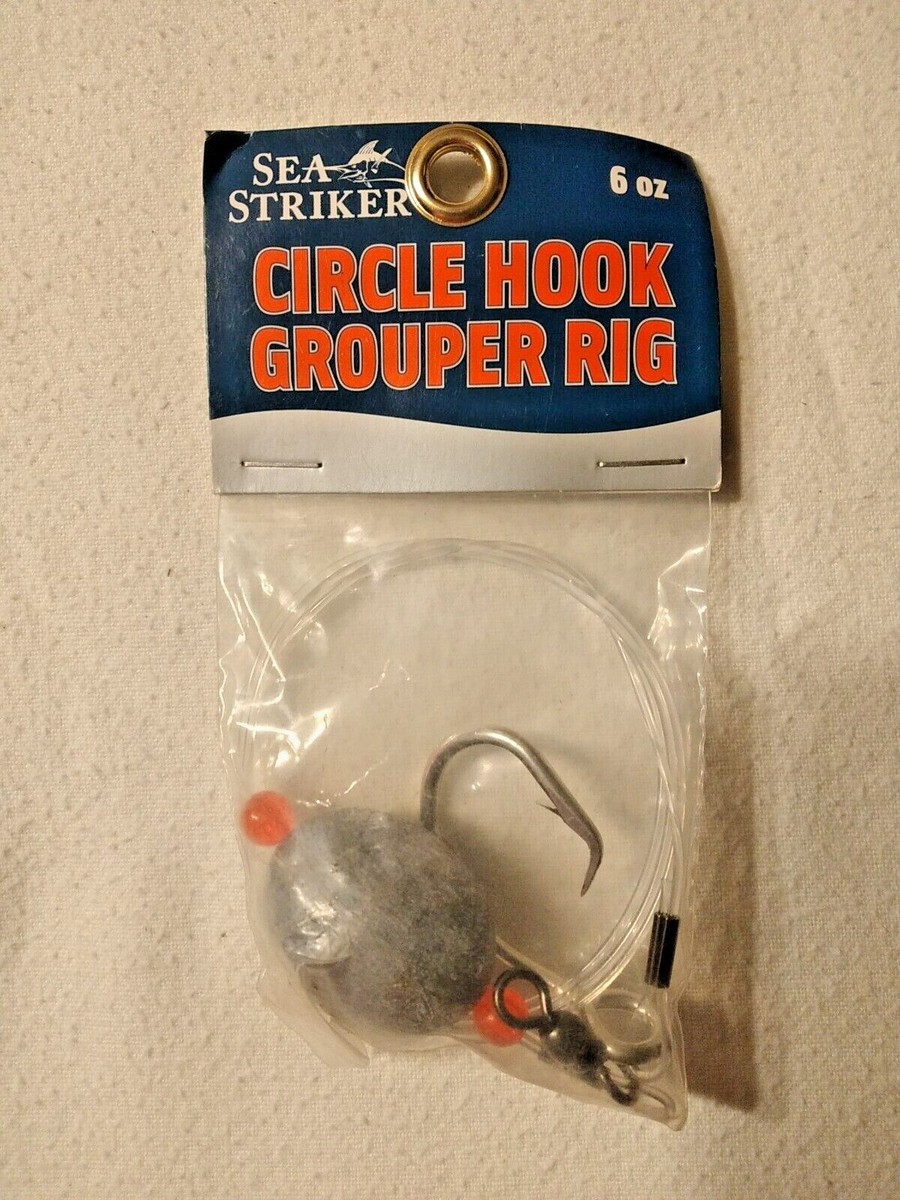 SEA
STRIKER
6 oz
CIRCLE HOOK
GROUPER RIG